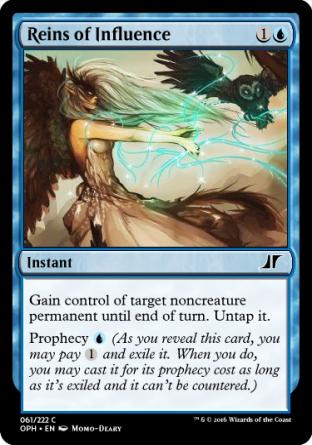 Reins of Influence 1
Instant
Gain control of target noncreature
permanent until end of turn. Untap it.
Prophecy (As you reveal this card, you
may pay 1 and exile it. When you do,
you may cast it for its prophecy cost as long
as it's exiled and it can't be countered.)
061/222 C
OPH • EN Momo-Deary
™ & © 2016 Wizards of the Coast